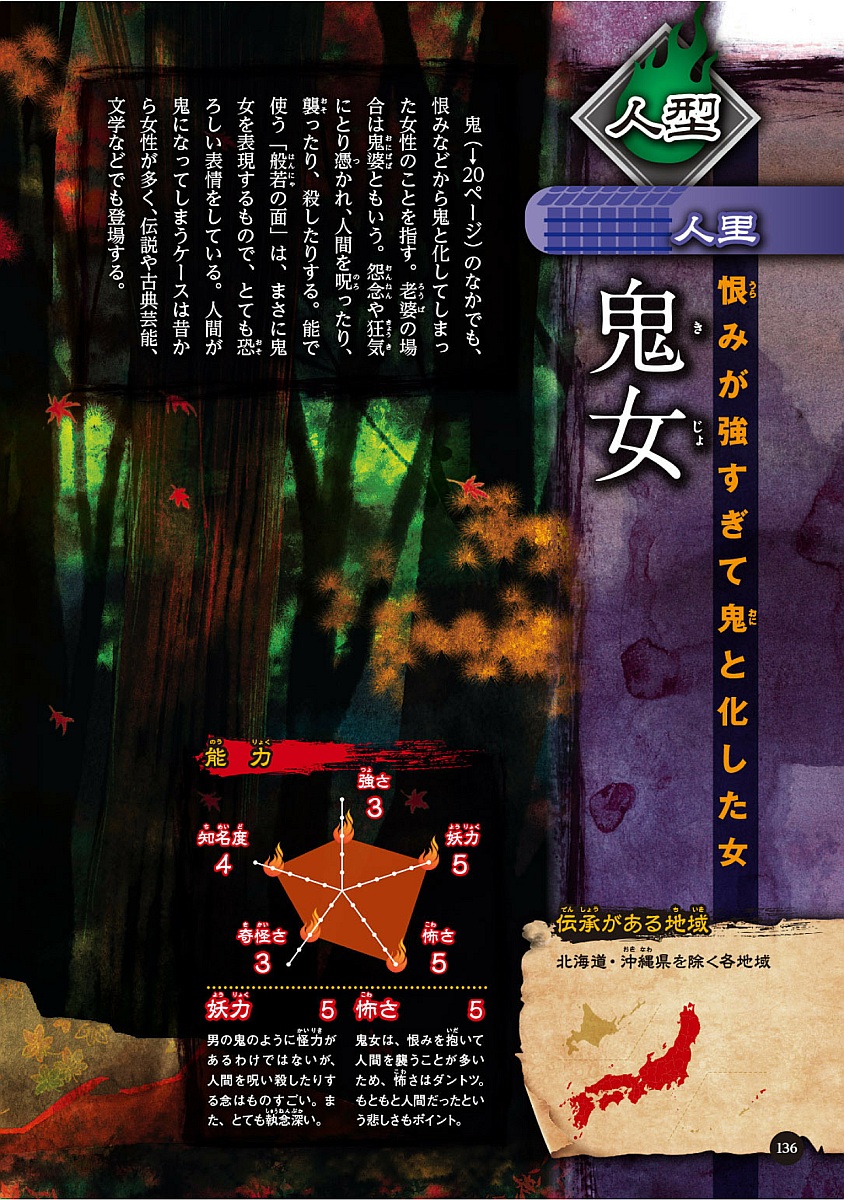 人型
人里
恨みが強すぎて鬼と化した女
鬼女
鬼(→20ページ)のなかでも、
恨みなどから鬼と化してしまっ
た女性のことを指す。老婆の場
合は鬼婆ともいう。怨念や狂気
にとり憑かれ、人間を呪ったり、
襲ったり、殺したりする。能で
使う「般若の面」は、まさに鬼
女を表現するもので、とても恐
ろしい表情をしている。人間が
鬼になってしまうケースは昔か
ら女性が多く、伝説や古典芸能、
文学などでも登場する。
能力
強さ
3
妖力
5
怖さ
5
奇怪さ
3
知名度
4
妖力 5
男の鬼のように怪力が
あるわけではないが、
人間を呪い殺したりす
る念はものすごい。ま
た、とても執念深い。
怖さ 5
鬼女は、恨みを抱いて
人間を襲うことが多い
ため、怖さはダントツ。
もともと人間だったとい
う悲しさもポイント。
伝承がある地域
北海道・沖縄県を除く各地域
136